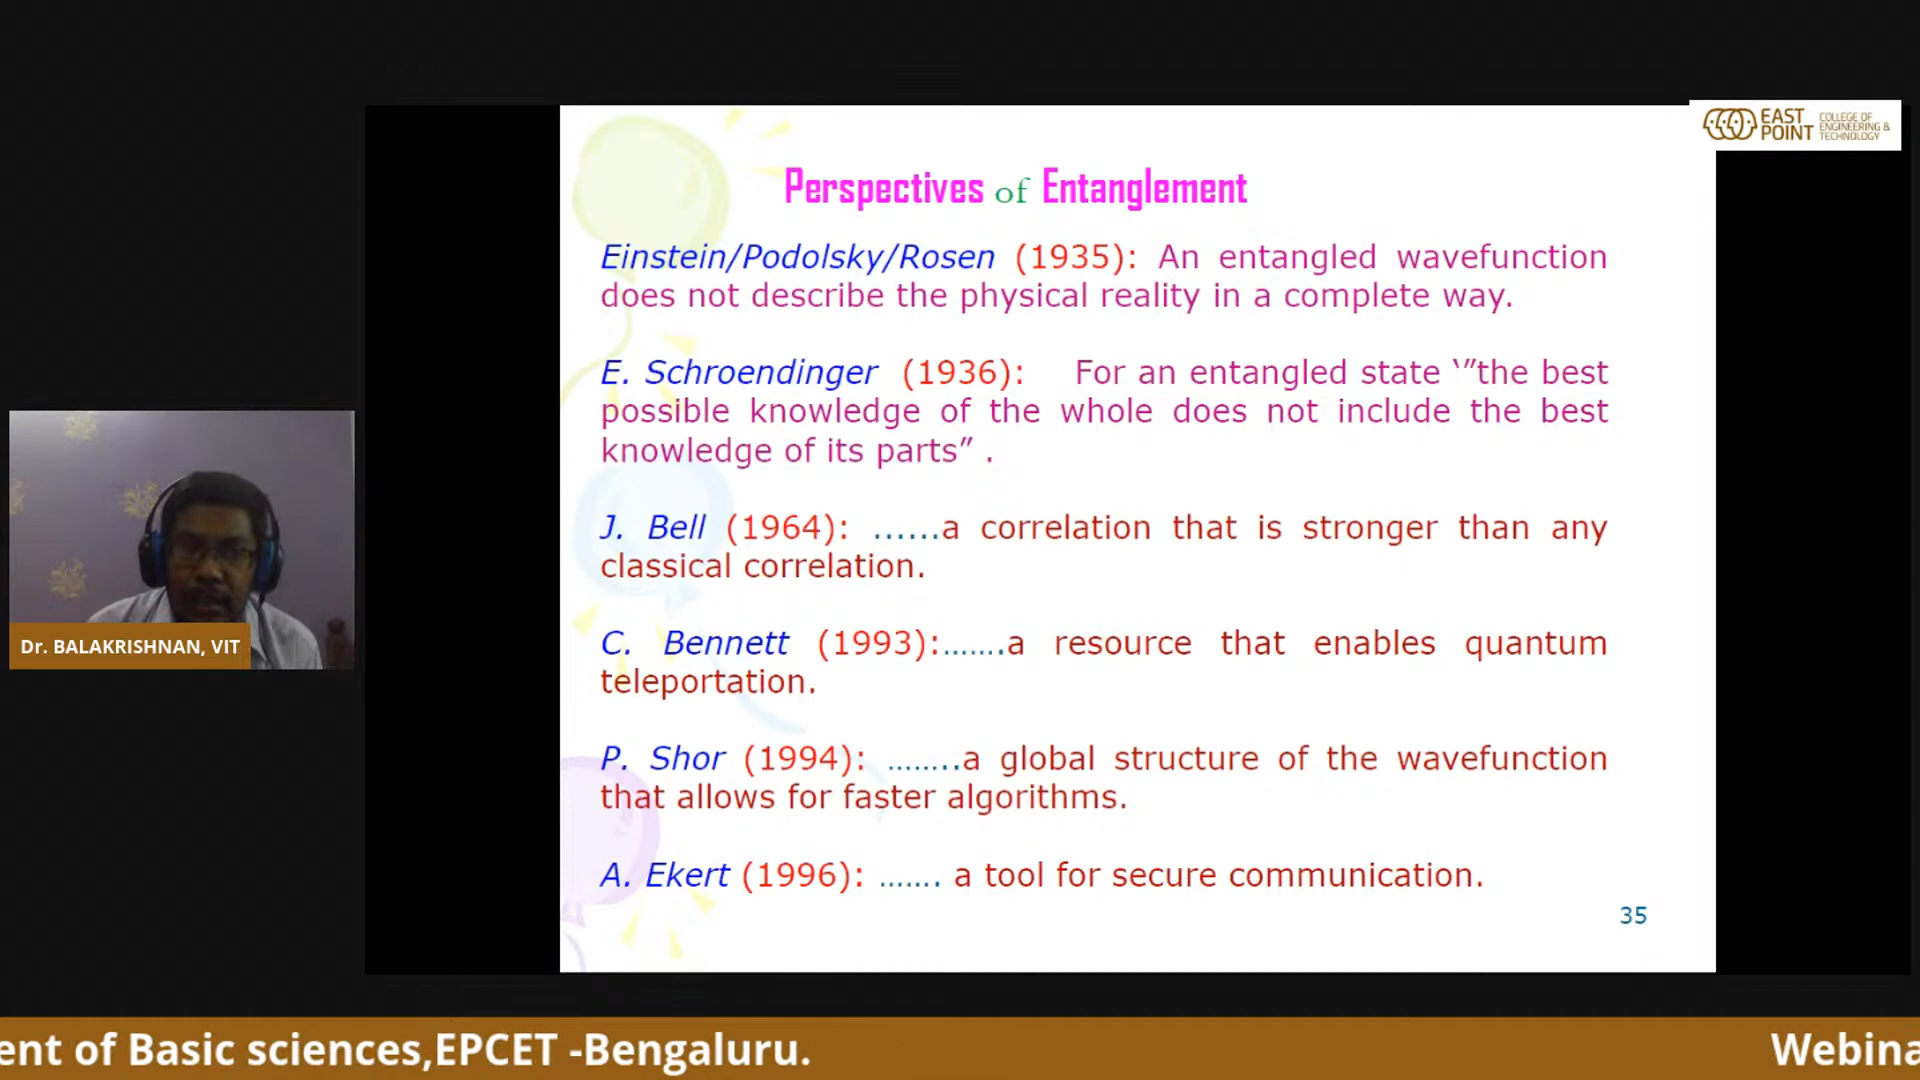 EAST
POINT
COLLEGE OF
ENGINEERING &
TECHNOLOGY
Perspectives of Entanglement
Einstein/Podolsky/Rosen (1935): An entangled wavefunction
does not describe the physical reality in a complete way.
E. Schroendinger (1936): For an entangled state ‘”the best
possible knowledge of the whole does not include the best
knowledge of its parts” .
J. Bell (1964): ......a correlation that is stronger than any
classical correlation.
C. Bennett (1993):.......a resource that enables quantum
teleportation.
P. Shor (1994): ........a global structure of the wavefunction
that allows for faster algorithms.
A. Ekert (1996): ....... a tool for secure communication.
35
Dr. BALAKRISHNAN, VIT
ent of Basic sciences,EPCET -Bengaluru.
Webina